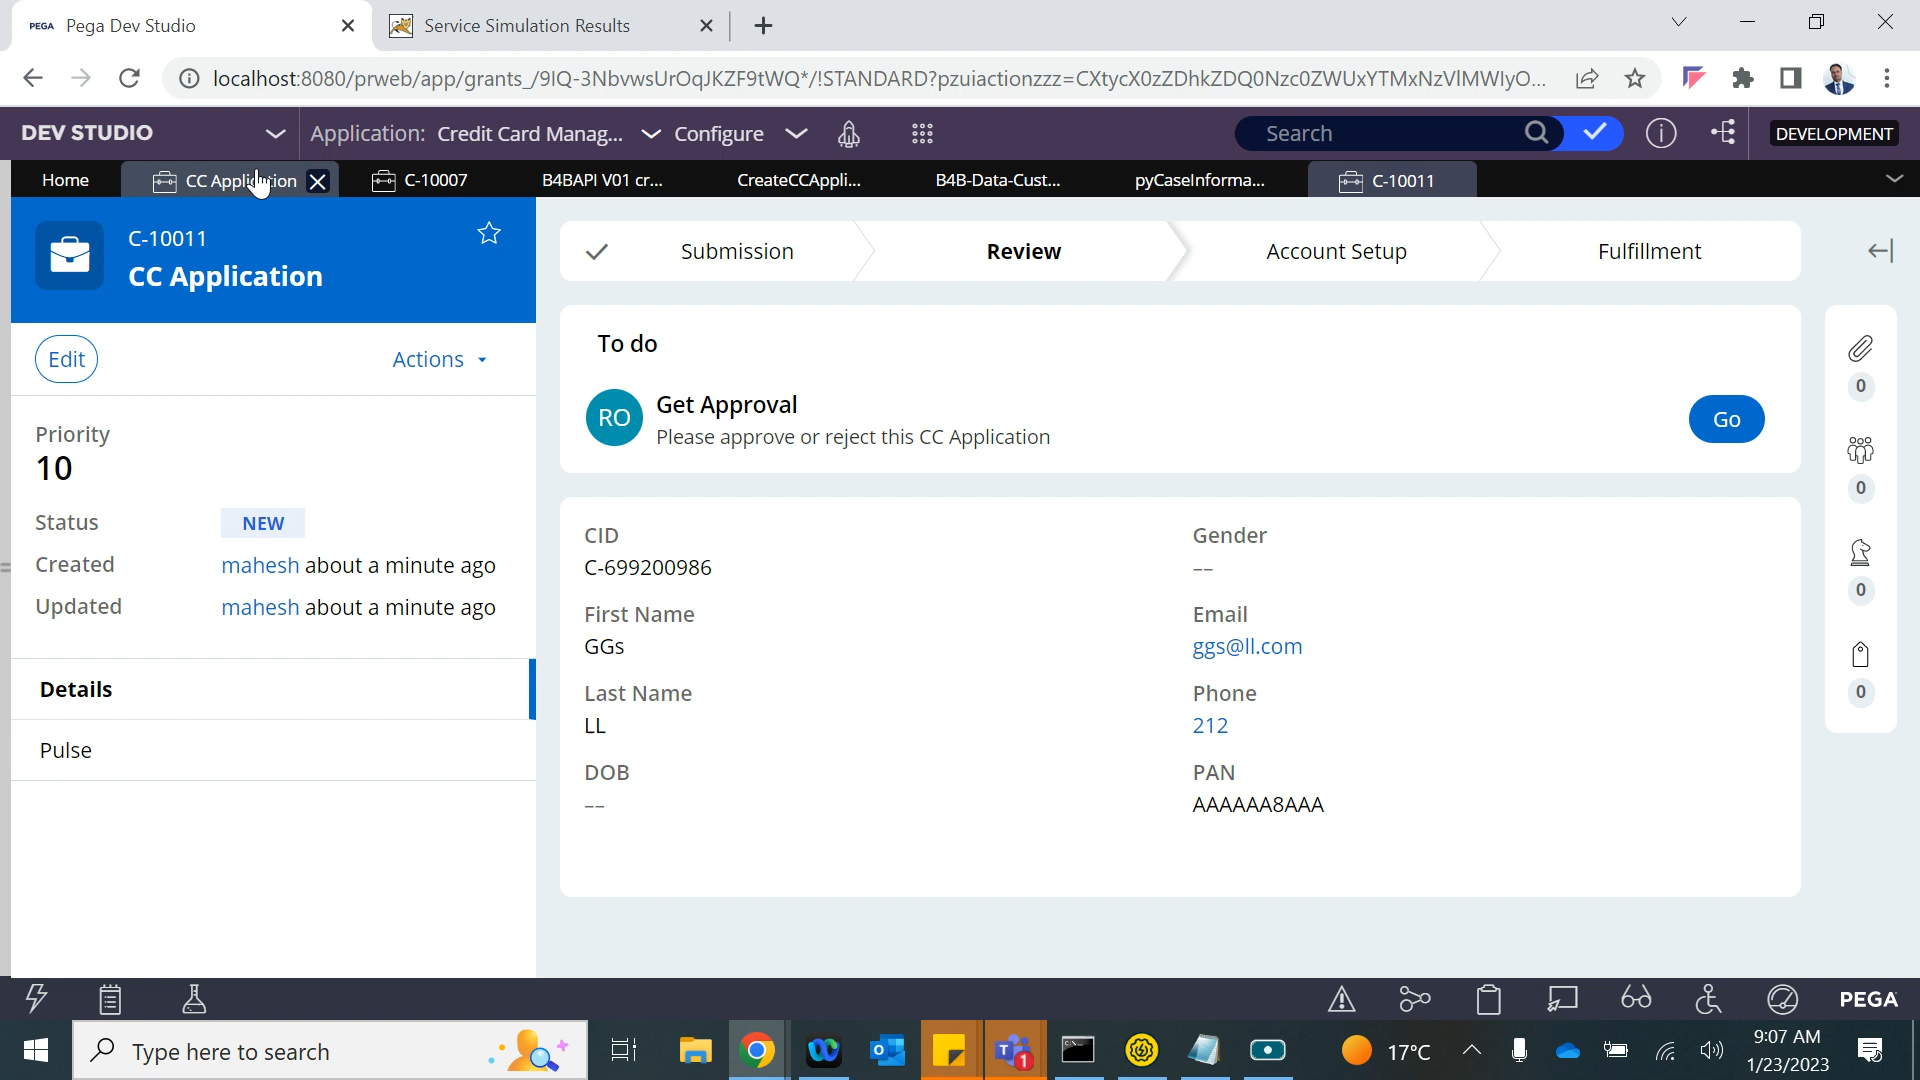 PEGA Pega Dev Studio
Service Simulation Results
localhost:8080/prweb/app/grants_/9IQ-3NbvwsUrOqJKZF9tWQ*/!STANDARD?pzuiactionzzz=CXtycX0zZDhkZDQ0Nzc0ZWUxYTMxNzVlMWIyO...
DEV STUDIO
Application: Credit Card Manag...
Configure
Search
DEVELOPMENT
Home
CC Application
C-10007
B4BAPI V01 cr...
CreateCCAppli...
B4B-Data-Cust...
pyCaseInforma...
C-10011
C-10011
CC Application
Edit
Actions
Priority
10
Status NEW
Created mahesh about a minute ago
Updated mahesh about a minute ago
Details
Pulse
Submission
Review
Account Setup
Fulfillment
To do
RO
Get Approval
Please approve or reject this CC Application
Go
CID
C-699200986
First Name
GGs
Last Name
LL
DOB
--
Gender
--
Email
ggs@ll.com
Phone
212
PAN
AAAAAA8AAA
0
0
0
0
PEGA
Type here to search
1
17°C
9:07 AM
1/23/2023